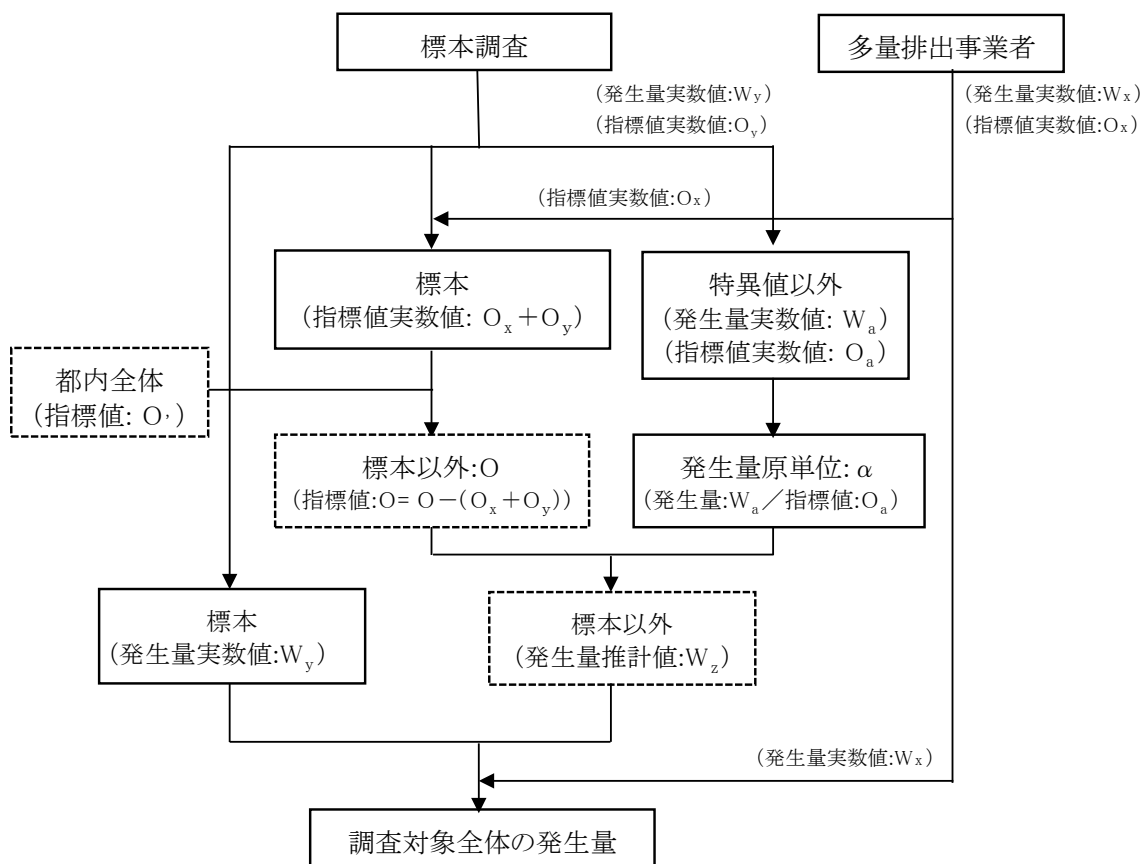 標本調査
多量排出事業者
(発生量実数値:Wy)
(指標値実数値:Oy)
(発生量実数値:Wx)
(指標値実数値:Ox)
(指標値実数値:Ox)
標本
(指標値実数値: Ox+Oy)
特異値以外
(発生量実数値: Wa)
(指標値実数値: Oa)
都内全体
(指標値: O’)
標本以外:O
(指標値:O= O-(Ox+Oy))
発生量原単位:α
(発生量:Wa/指標値:Oa)
標本
(発生量実数値:Wy)
標本以外
(発生量推計値:Wz)
(発生量実数値:Wx)
調査対象全体の発生量